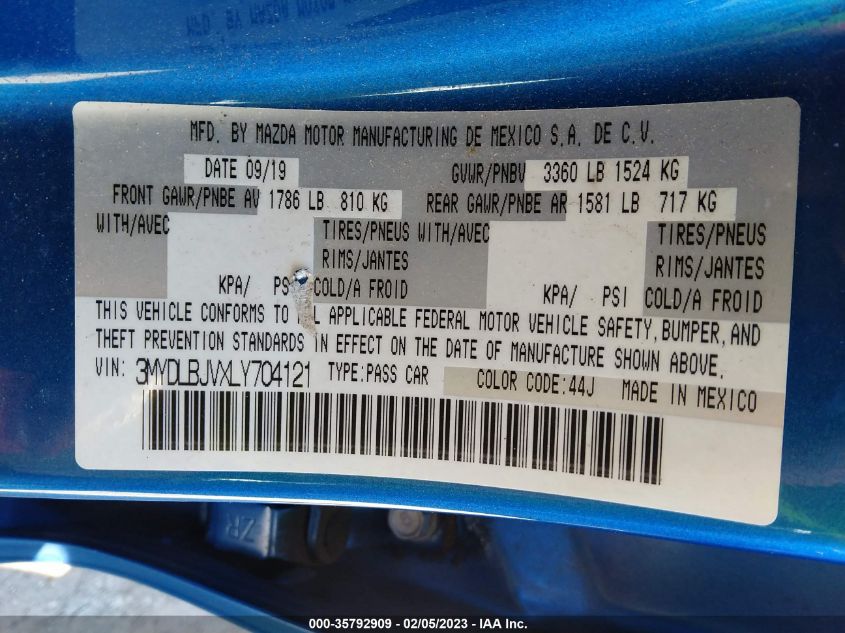 MFD. BY MAZDA MOTOR MANUFACTURING DE MEXICO S.A. DE C.V.
DATE 09/19 GVWR/PNBV 3360 LB 1524 KG
FRONT GAWR/PNBE AV 1786 LB 810 KG REAR GAWR/PNBE AR 1581 LB 717 KG
WITH/AVEC TIRES/PNEUS WITH/AVEC TIRES/PNEUS
RIMS/JANTES RIMS/JANTES
KPA/ PSI COLD/A FROID KPA/ PSI COLD/A FROID
THIS VEHICLE CONFORMS TO APPLICABLE FEDERAL MOTOR VEHICLE SAFETY, BUMPER, AND
THEFT PREVENTION STANDARDS IN EFFECT ON THE DATE OF MANUFACTURE SHOWN ABOVE.
VIN: 3MYDLBJVXLY704121 TYPE:PASS CAR COLOR CODE:44J MADE IN MEXICO
ZR
000-35792909 - 02/05/2023 - IAA, Inc.